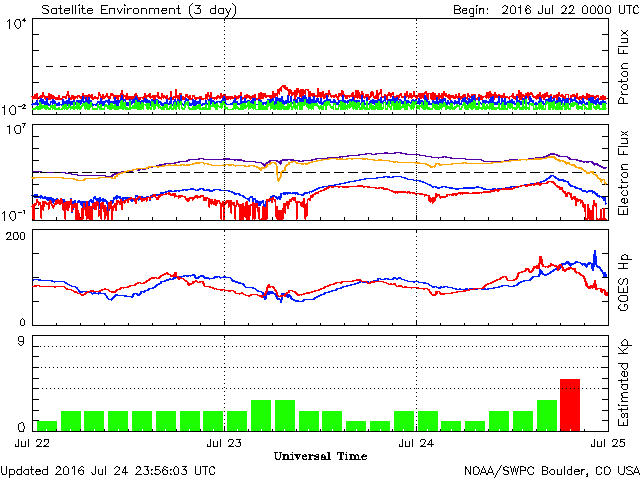 Satellite Environment (3 day) Begin: 2016 Jul 22 0000 UTC
10⁴
10⁻²
Proton Flux
10⁷
10⁻¹
Electron Flux
200
0
GOES Hp
9
0
Estimated Kp
Jul 22 Jul 23 Jul 24 Jul 25
Universal Time
Updated 2016 Jul 24 23:56:03 UTC NOAA/SWPC Boulder, CO USA